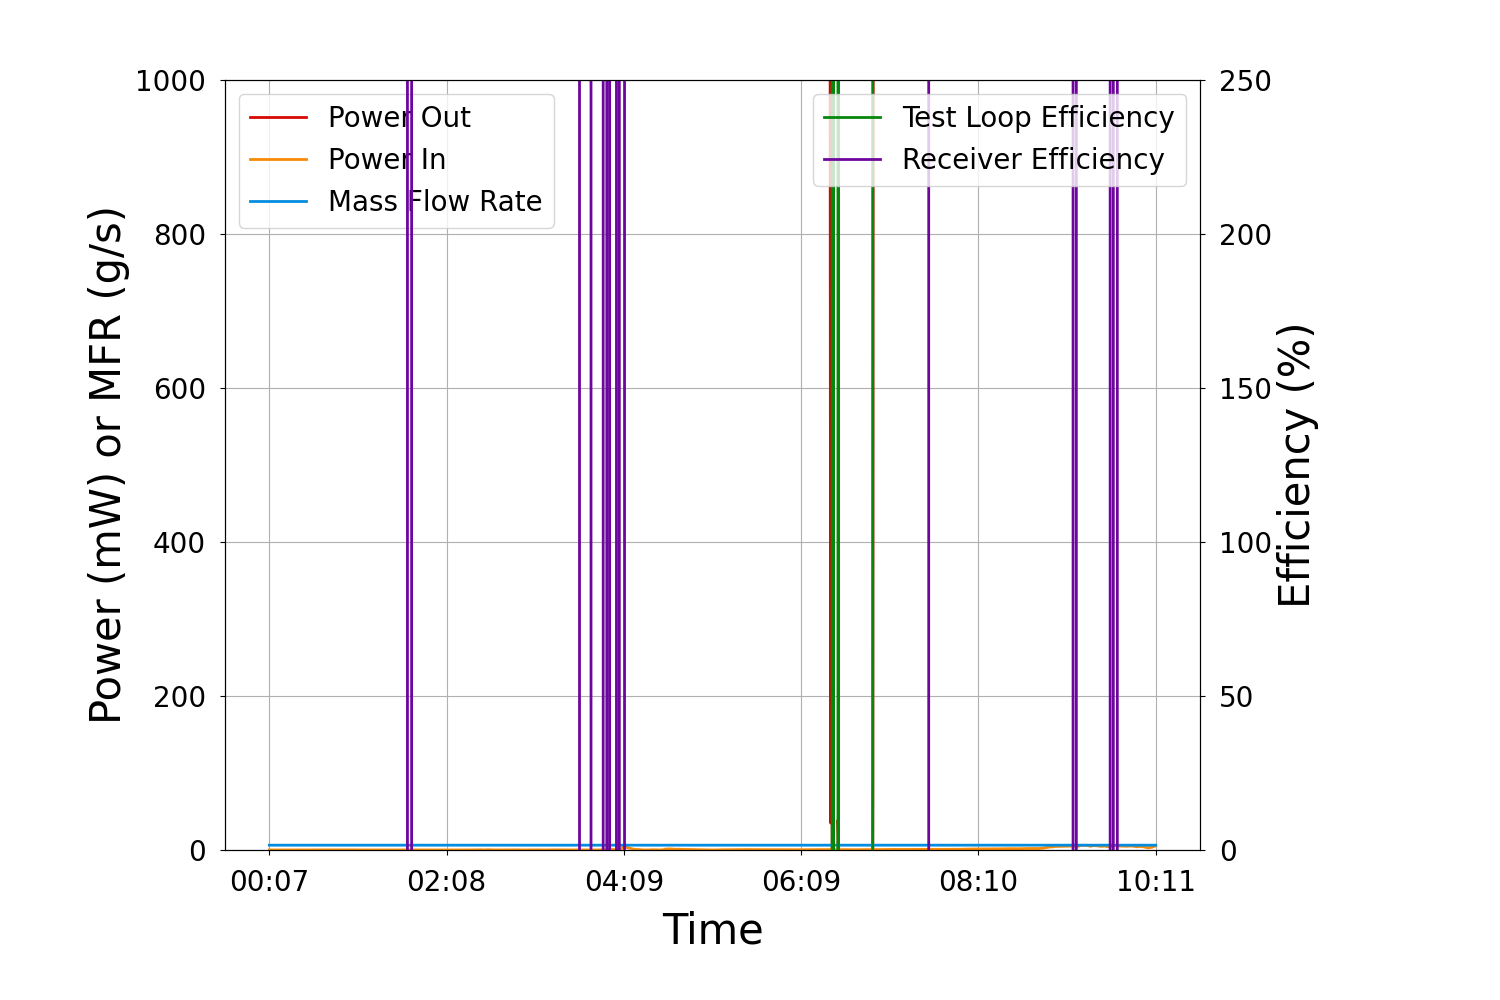 1000
800
600
400
200
0
Power (mW) or MFR (g/s)
Power Out
Power In
Mass Flow Rate
Test Loop Efficiency
Receiver Efficiency
250
200
150
100
50
0
Efficiency (%)
00:07 02:08 04:09 06:09 08:10 10:11
Time